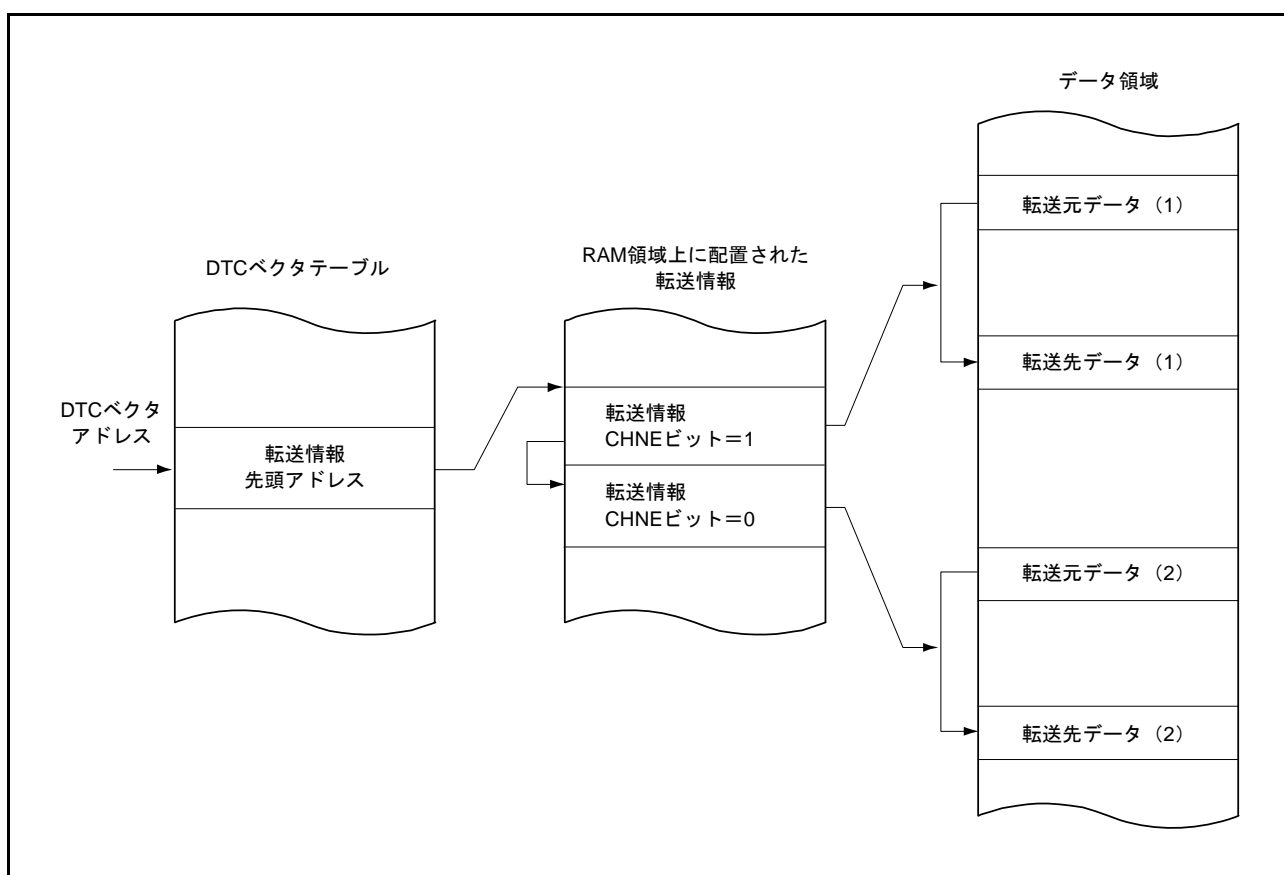 データ領域
転送元データ（1）
RAM領域上に配置された
転送情報
DTCベクタテーブル
転送先データ（1）
DTCベクタ
アドレス
転送情報
先頭アドレス
転送情報
CHNEビット＝1
転送情報
CHNEビット＝0
転送元データ（2）
転送先データ（2）